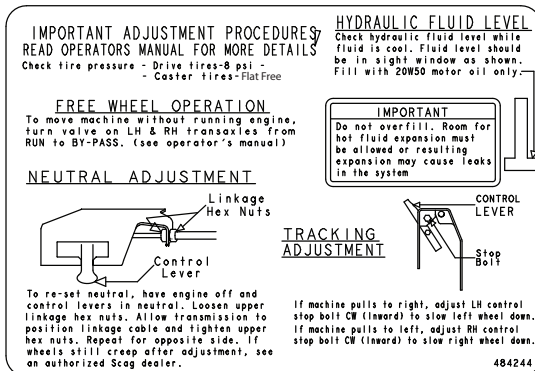 IMPORTANT ADJUSTMENT PROCEDURES
READ OPERATORS MANUAL FOR MORE DETAILS
Check tire pressure - Drive tires-8 psi -
- Caster tires-Flat Free
FREE WHEEL OPERATION
To move machine without running engine,
turn valve on LH & RH transaxles from
RUN to BY-PASS. (see operator's manual)
NEUTRAL ADJUSTMENT
Linkage
Hex Nuts
Control
Lever
To re-set neutral, have engine off and
control levers in neutral. Loosen upper
linkage hex nuts. Allow transmission to
position linkage cable and tighten upper
hex nuts. Repeat for opposite side. If
wheels still creep after adjustment, see
an authorized Scag dealer.
HYDRAULIC FLUID LEVEL
Check hydraulic fluid level while
fluid is cool. Fluid level should
be in sight window as shown.
Fill with 20W50 motor oil only.
IMPORTANT
Do not overfill. Room for
hot fluid expansion must
be allowed or resulting
expansion may cause leaks
in the system
TRACKING
ADJUSTMENT
CONTROL
LEVER
Stop
Bolt
If machine pulls to right, adjust LH control
stop bolt CW (Inward) to slow left wheel down.
If machine pulls to left, adjust RH control
stop bolt CW (Inward) to slow right wheel down.
484244